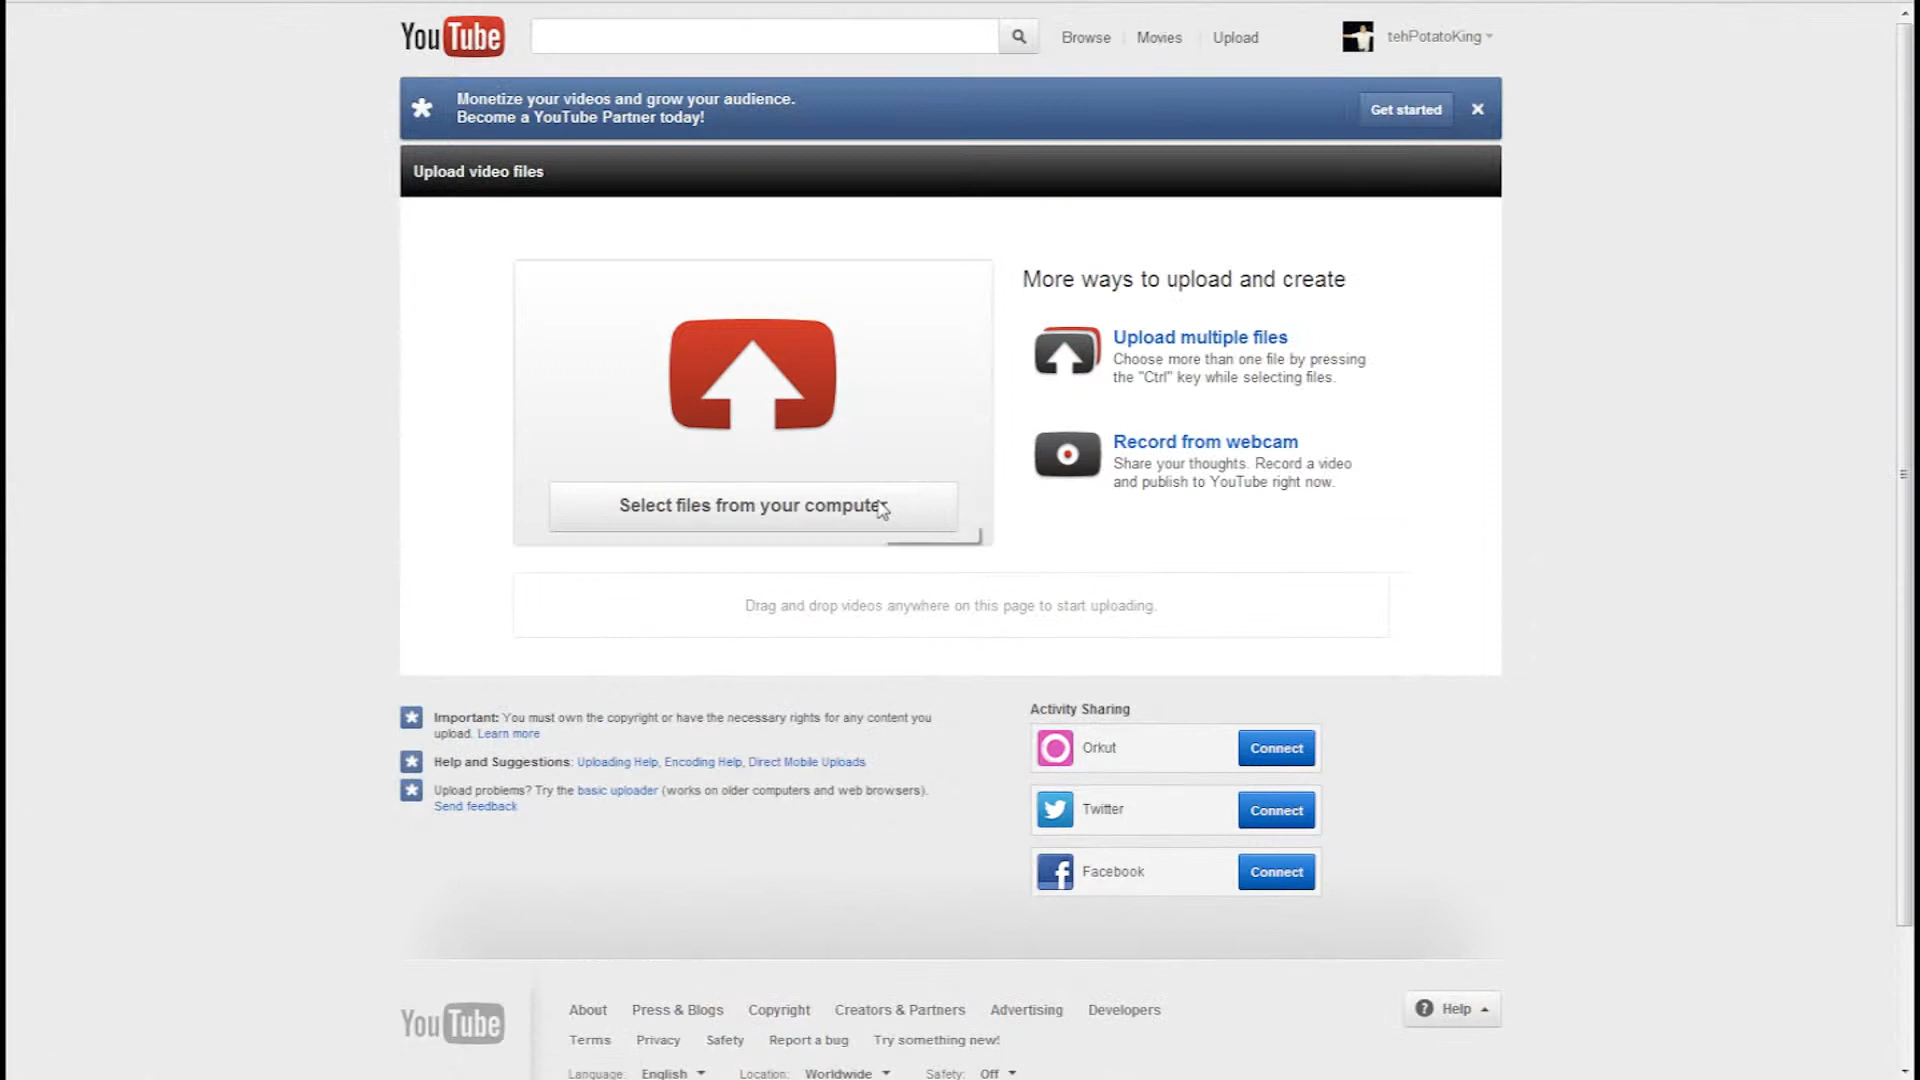 YouTube
Browse
Movies
Upload
tehPotatoKing
Monetize your videos and grow your audience.
Become a YouTube Partner today!
Get started
Upload video files
Select files from your computer
More ways to upload and create
Upload multiple files
Choose more than one file by pressing
the "Ctrl" key while selecting files.
Record from webcam
Share your thoughts. Record a video
and publish to YouTube right now.
Drag and drop videos anywhere on this page to start uploading.
Important: You must own the copyright or have the necessary rights for any content you
upload. Learn more
Help and Suggestions: Uploading Help, Encoding Help, Direct Mobile Uploads
Upload problems? Try the basic uploader (works on older computers and web browsers).
Send feedback
Activity Sharing
Orkut
Connect
Twitter
Connect
Facebook
Connect
YouTube
About Press & Blogs Copyright Creators & Partners Advertising Developers
Terms Privacy Safety Report a bug Try something new!
Language: English Location: Worldwide Safety: Off
Help